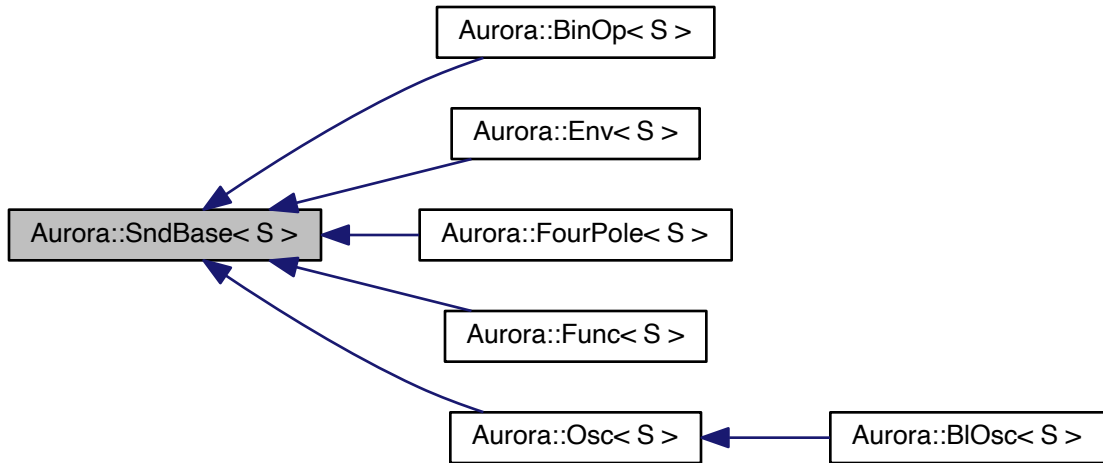 Aurora::BinOp< S >
Aurora::Env< S >
Aurora::SndBase< S >
Aurora::FourPole< S >
Aurora::Func< S >
Aurora::Osc< S >
Aurora::BlOsc< S >